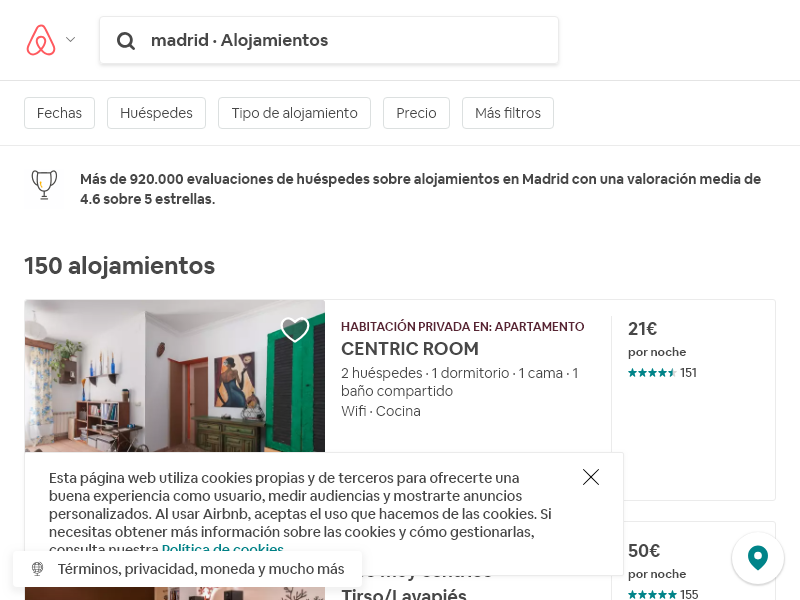 madrid · Alojamientos
Fechas
Huéspedes
Tipo de alojamiento
Precio
Más filtros
Más de 920.000 evaluaciones de huéspedes sobre alojamientos en Madrid con una valoración media de
4.6 sobre 5 estrellas.
150 alojamientos
HABITACIÓN PRIVADA EN: APARTAMENTO
CENTRIC ROOM
2 huéspedes · 1 dormitorio · 1 cama · 1
baño compartido
Wifi · Cocina
21€
por noche
151
Esta página web utiliza cookies propias y de terceros para ofrecerte una
buena experiencia como usuario, medir audiencias y mostrarte anuncios
personalizados. Al usar Airbnb, aceptas el uso que hacemos de las cookies. Si
necesitas obtener más información sobre las cookies y cómo gestionarlas,
consulta nuestra Política de cookies.
Términos, privacidad, moneda y mucho más
Tirso/Lavapiés
50€
por noche
155